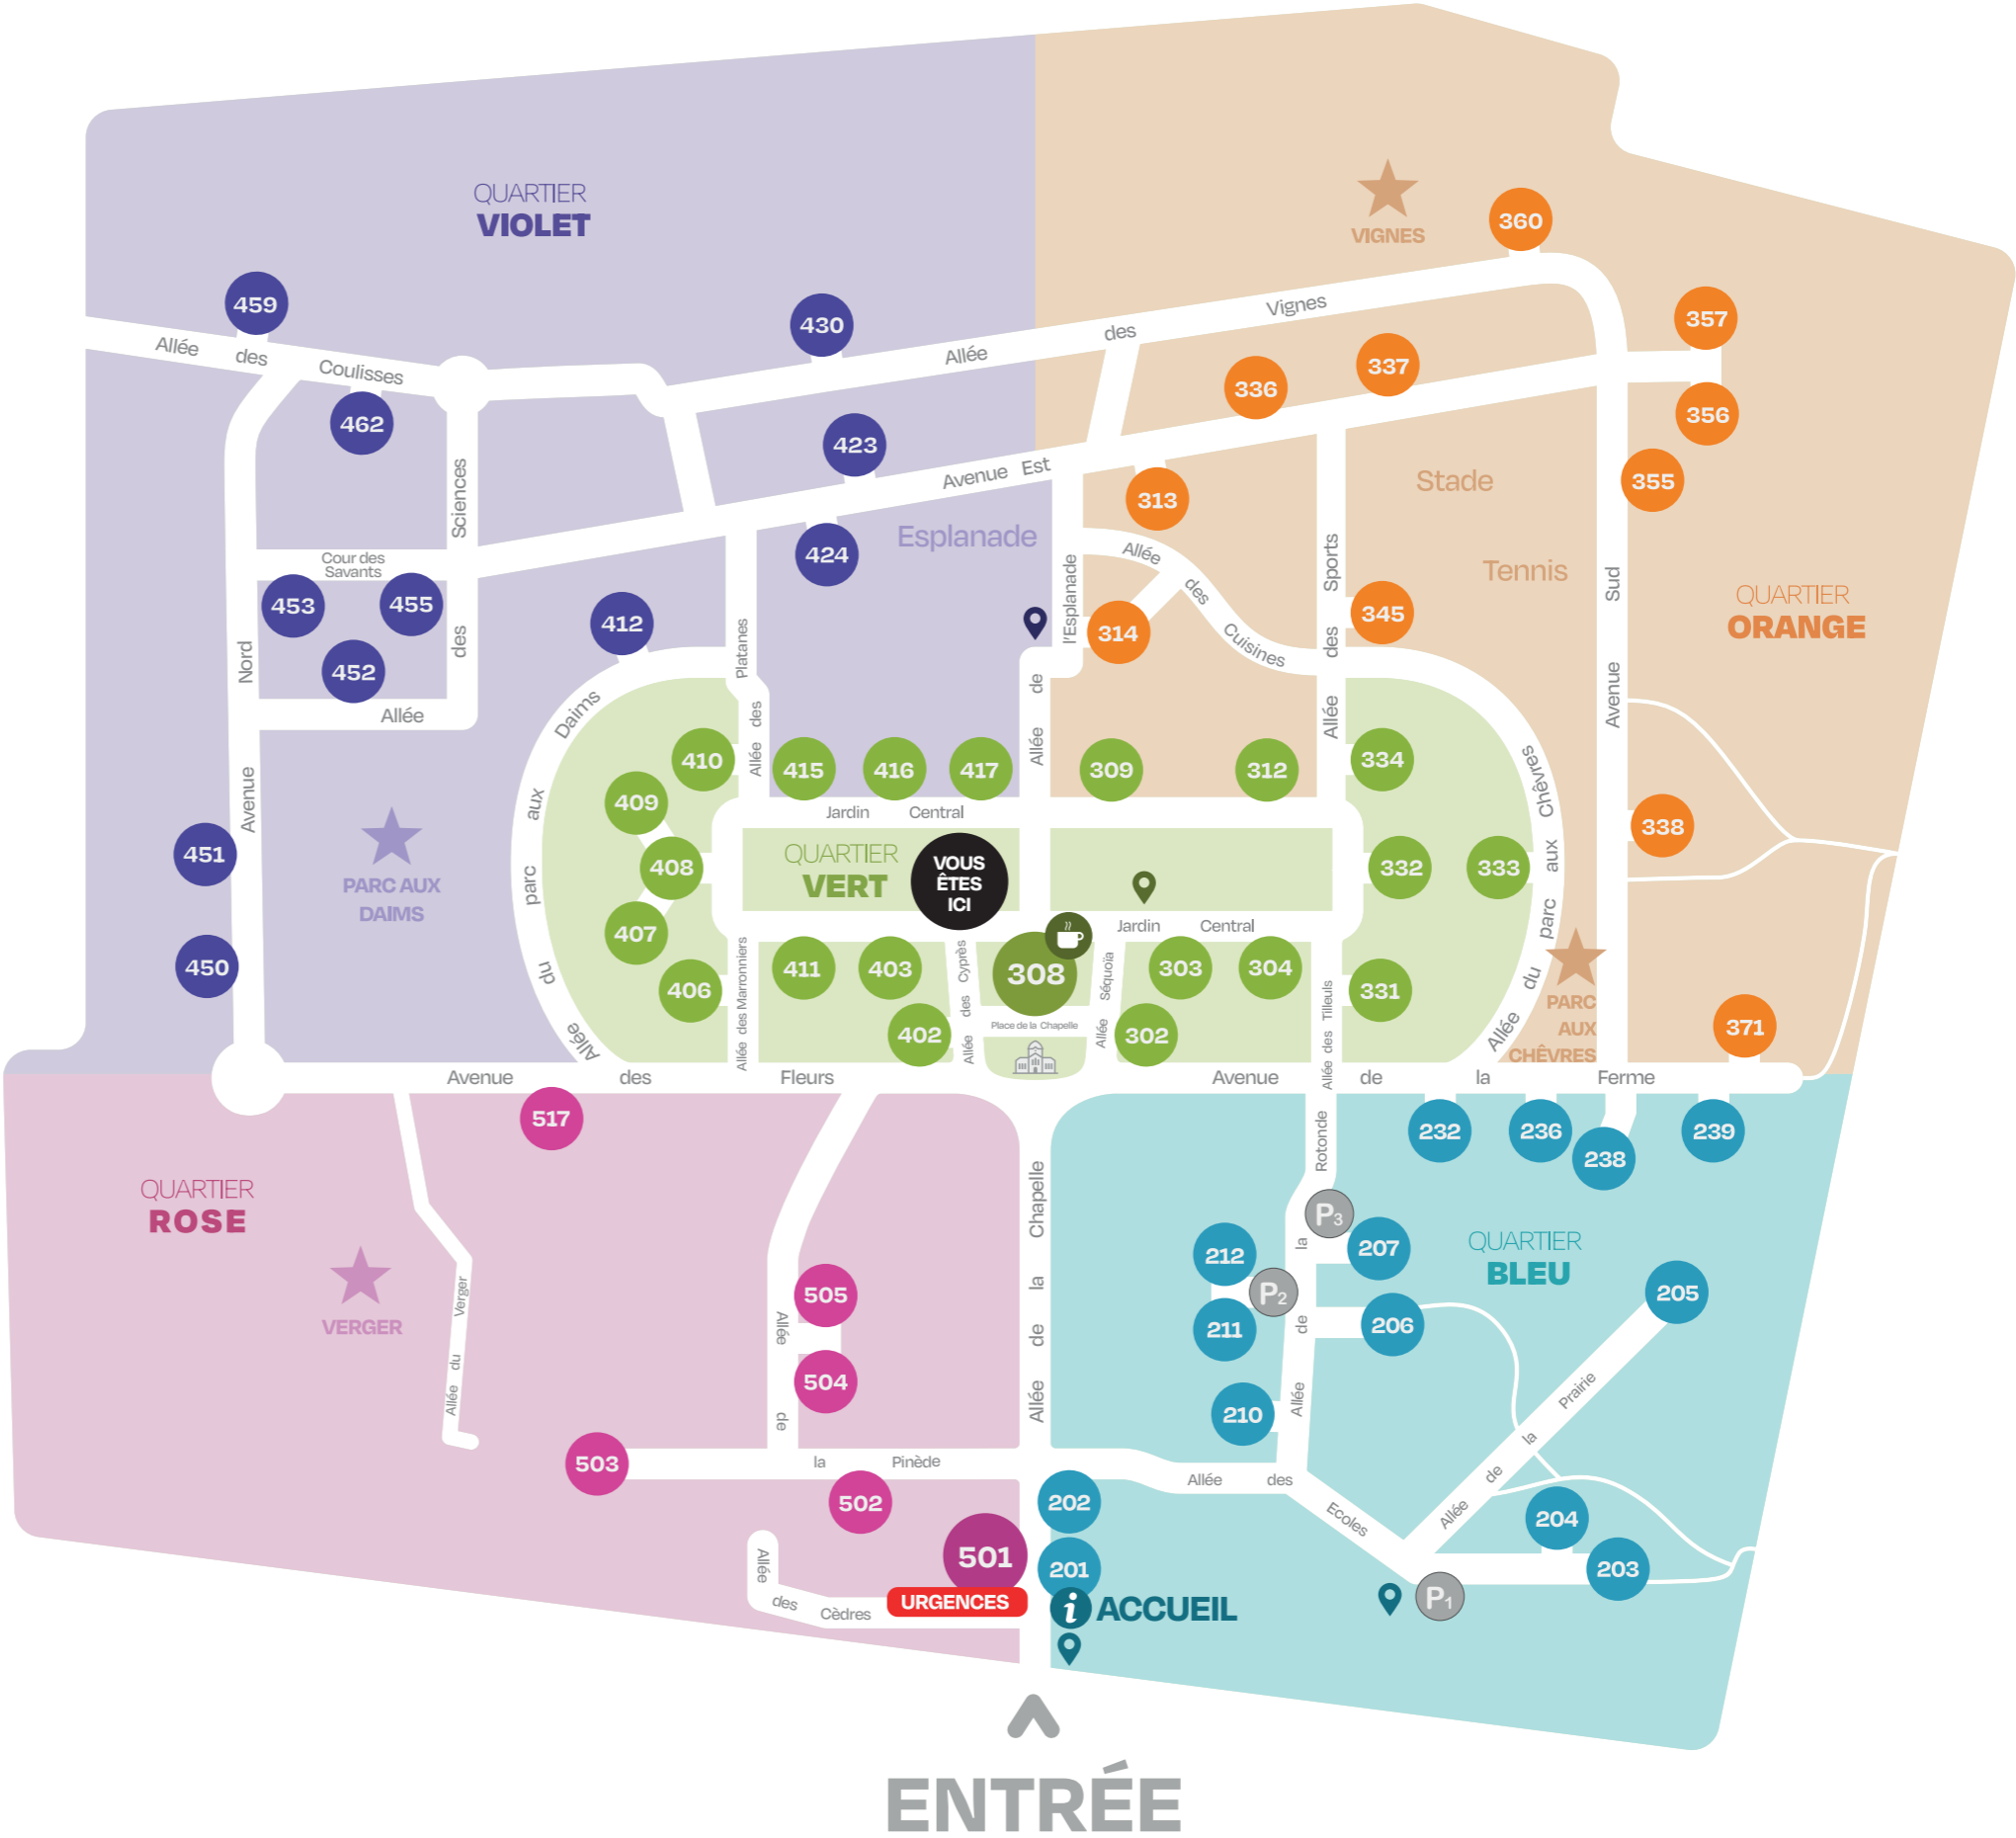 QUARTIER
VIOLET
VIGNES
360
459
430
357
Allée des Coulisses
Allée des Vignes
337
336
356
462
423
Avenue Est
355
313
Stade
Sciences
424
Esplanade
Allée des Cuisines
Tennis
Cour des
Savants
453
455
412
314
345
QUARTIER
ORANGE
452
Allée des
Avenue Nord
Allée des Platanes
Allée de l'Esplanade
Allée des Sports
Avenue Sud
Allée du parc aux Daims
Allée du parc aux Chêvres
410
415
416
417
309
312
334
409
Jardin Central
338
451
PARC AUX
DAIMS
408
QUARTIER
VERT
VOUS
ÊTES
ICI
332
333
407
Jardin Central
450
406
411
403
308
303
304
331
Allée des Marronniers
Allée des Cyprès
Allée Séquoïa
Allée des Tilleuls
PARC
AUX
CHÊVRES
402
Place de la Chapelle
302
371
Avenue des Fleurs
Avenue de la Ferme
517
232
236
238
239
QUARTIER
ROSE
VERGER
Allée du Verger
Allée de la Pinède
Allée de la Chapelle
Allée de la Rotonde
P3
212
207
QUARTIER
BLEU
505
P2
205
211
206
504
210
Allée de la Prairie
503
502
Allée des Ecoles
202
204
501
201
203
URGENCES
Allée des Cèdres
i ACCUEIL
P1
ENTRÉE